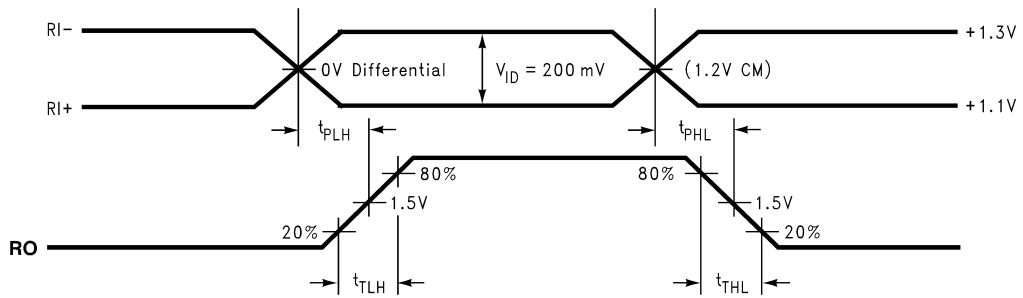 RI-
+1.3V
0V Differential
V_ID = 200 mV
(1.2V CM)
RI+
+1.1V
t_PLH
t_PHL
80%
80%
1.5V
1.5V
20%
20%
RO
t_TLH
t_THL